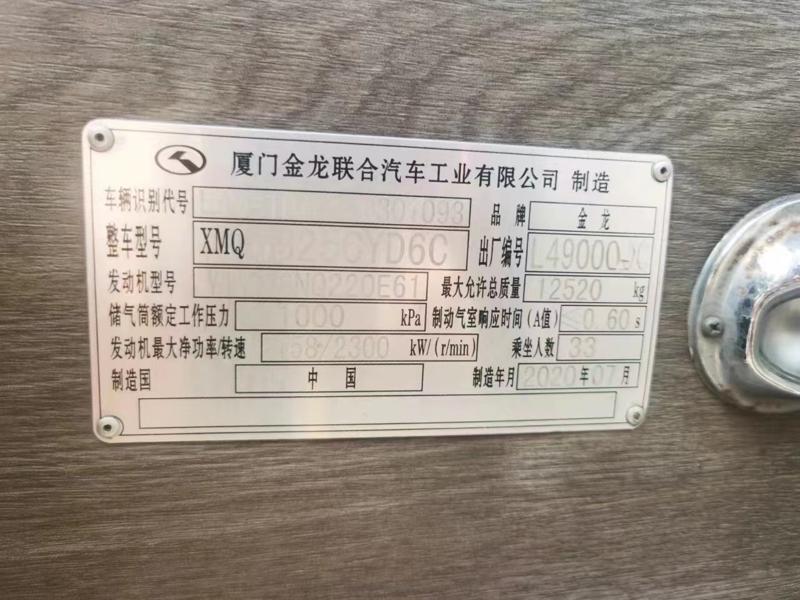 厦门金龙联合汽车工业有限公司 制造
车辆识别代号 品牌 金龙
整车型号 XMQ 出厂编号
发动机型号 最大允许总质量 12520 kg
储气筒额定工作压力 1000 kPa 制动气室响应时间 (A值) ≤0.60 s
发动机最大净功率/转速 158/2300 kW/(r/min) 乘坐人数 33
制造国 中国 制造年月 2020年07月